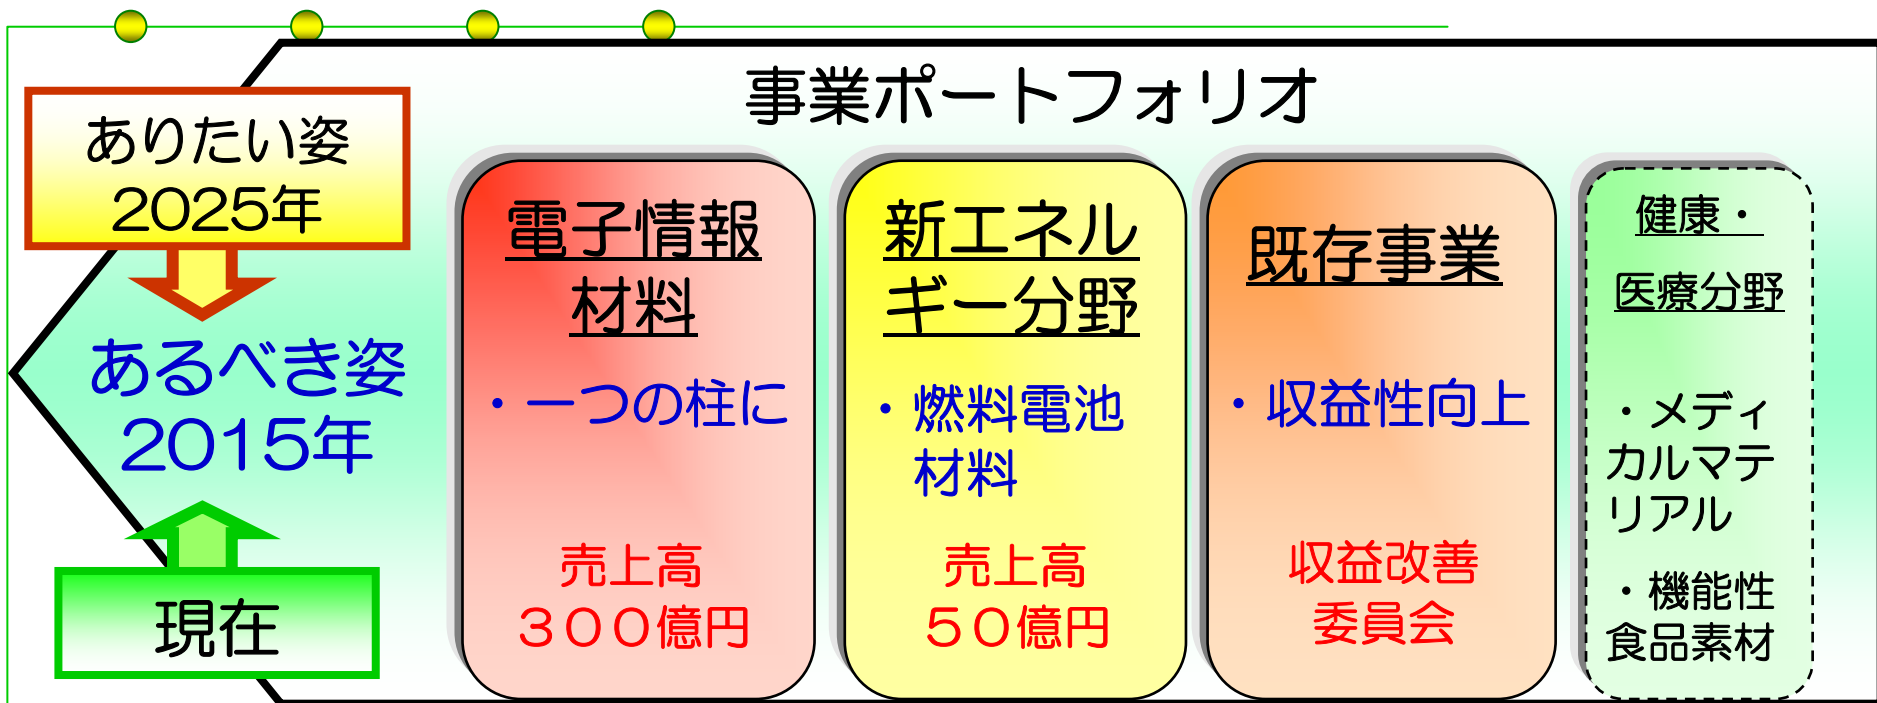 事業ポートフォリオ
ありたい姿
2025年
あるべき姿
2015年
現在
電子情報
材料
・一つの柱に
売上高
３００億円
新エネル
ギー分野
・燃料電池
材料
売上高
５０億円
既存事業
・収益性向上
収益改善
委員会
健康・
医療分野
・メディ
カルマテ
リアル
・機能性
食品素材